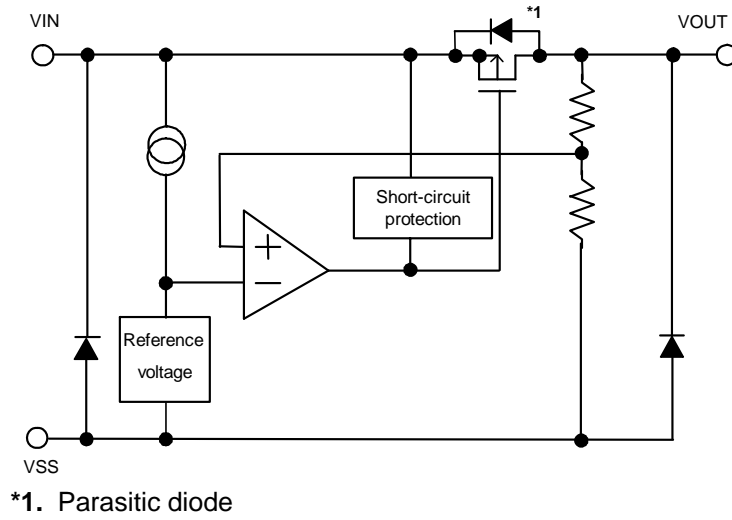 VIN
*1
VOUT
Short-circuit
protection
+
−
Reference
voltage
VSS
*1. Parasitic diode